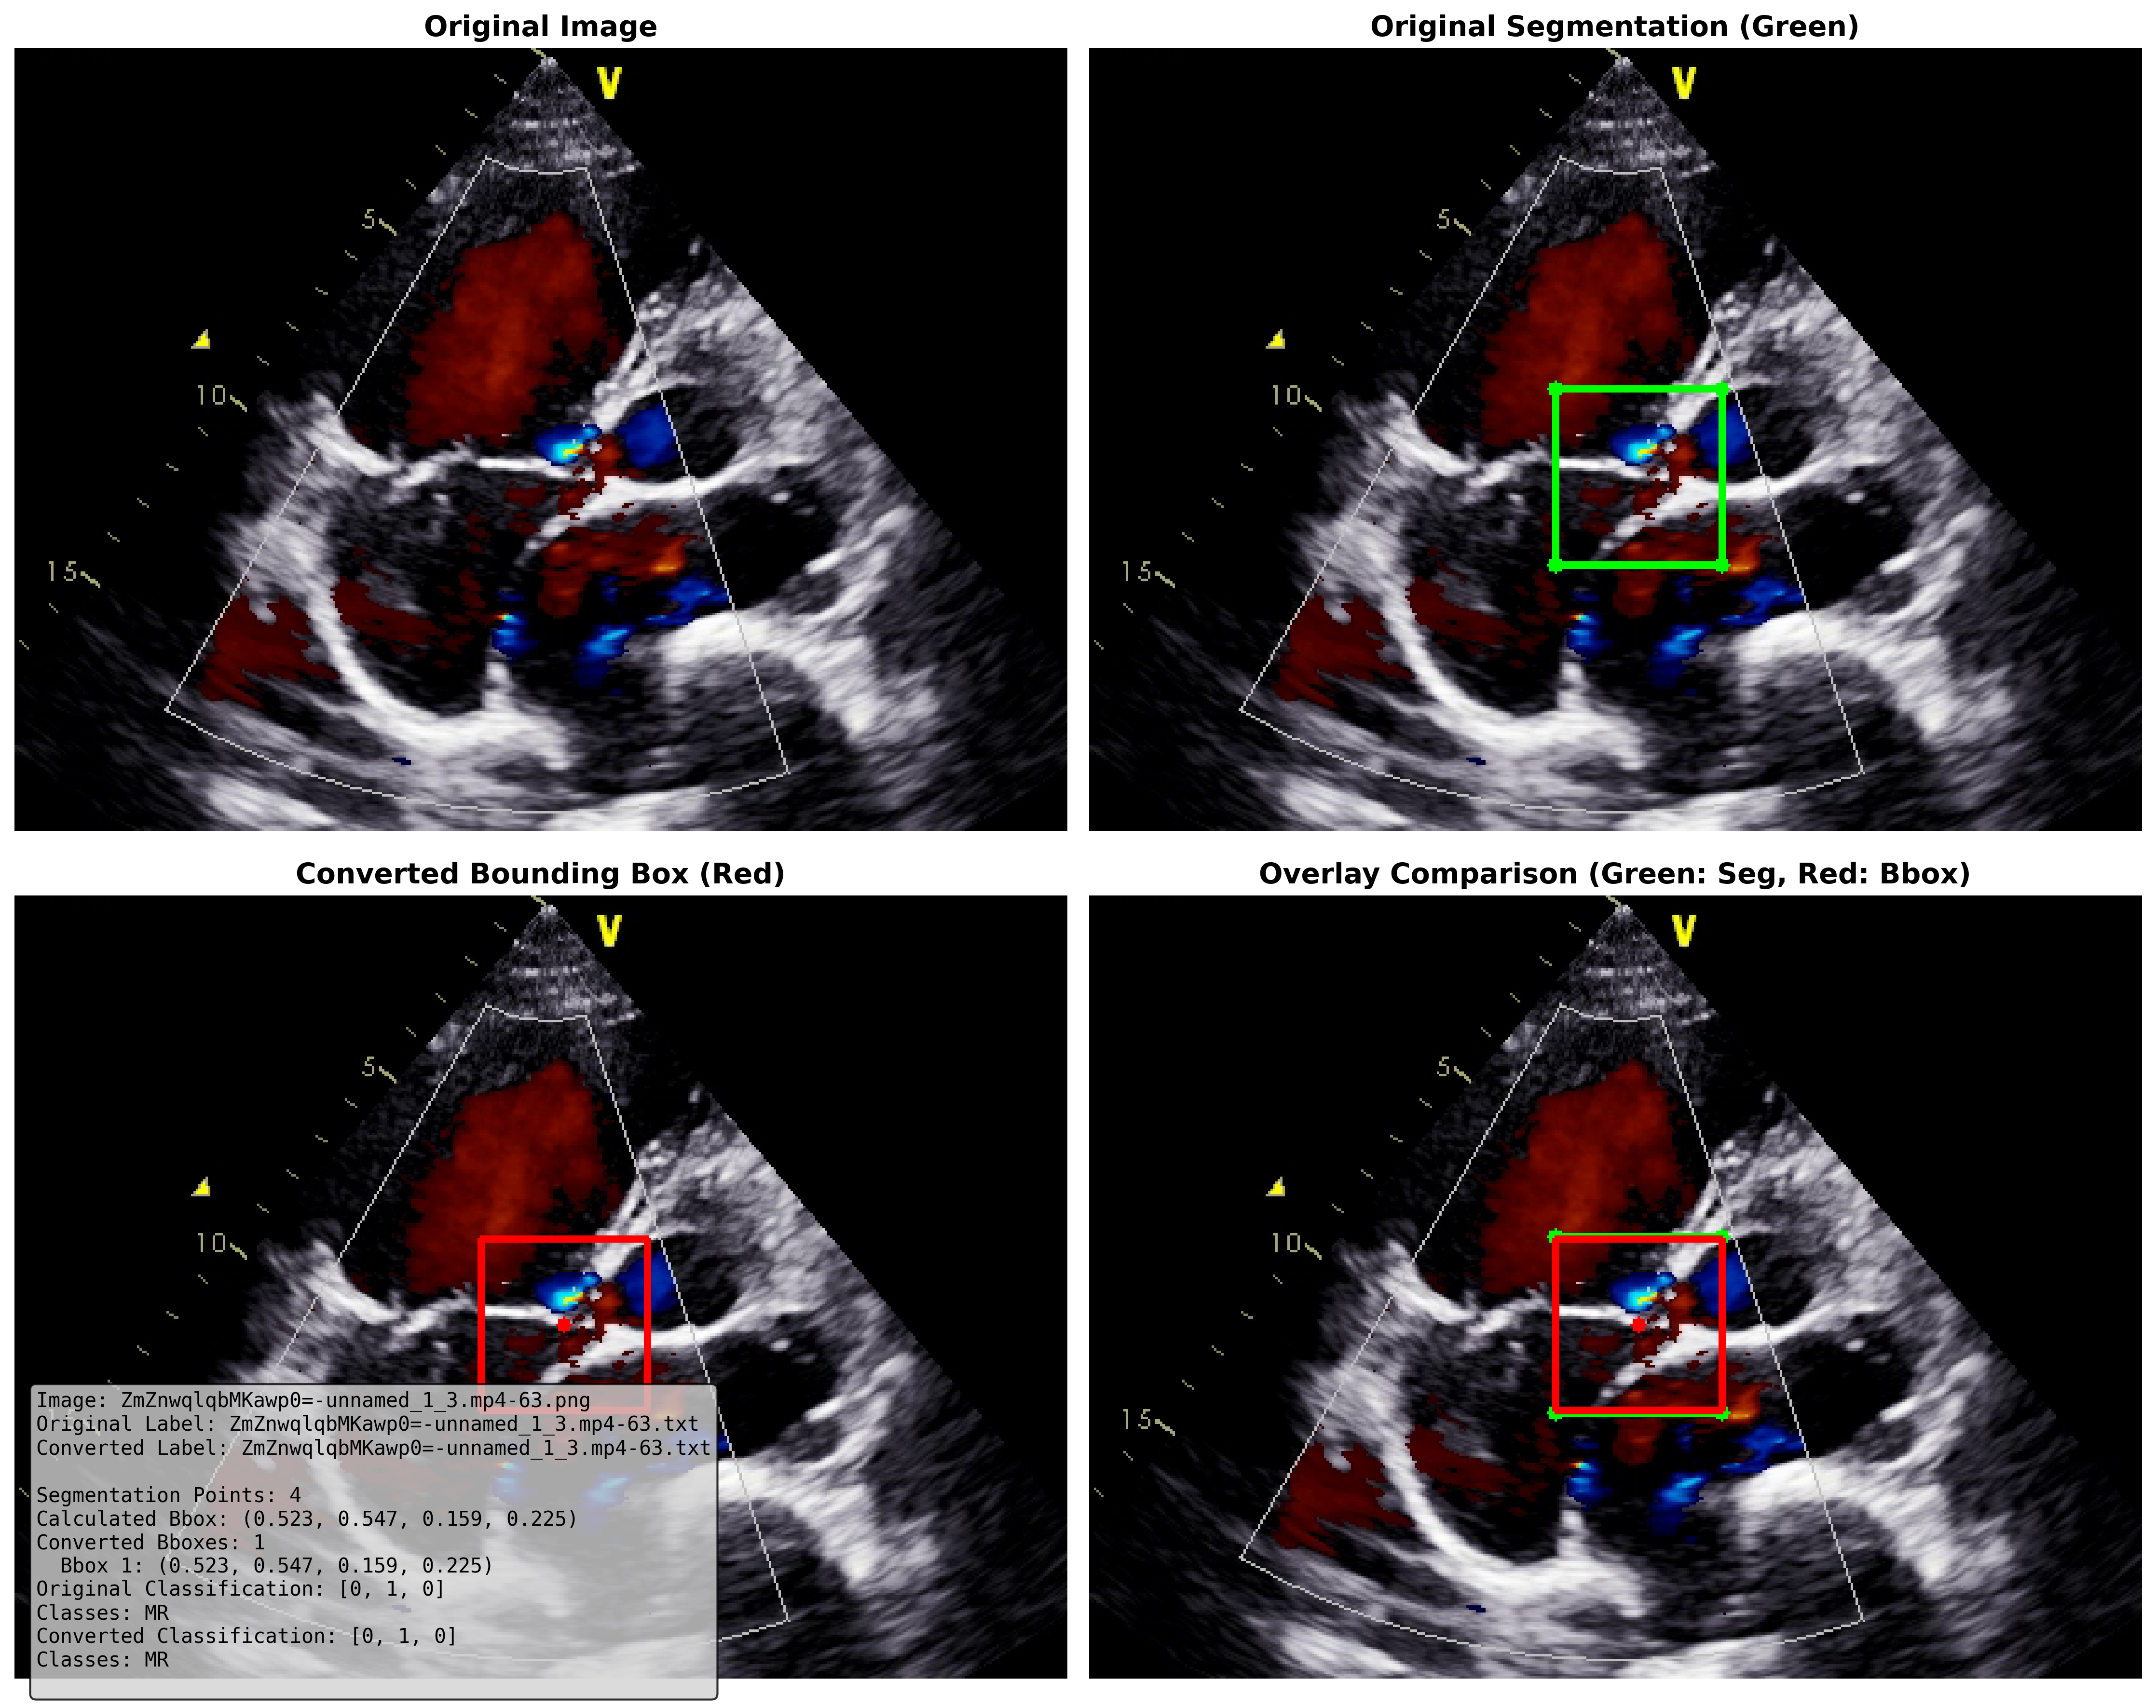 Original Image
Original Segmentation (Green)
V
5
10
15
V
5
10
15
Converted Bounding Box (Red)
Overlay Comparison (Green: Seg, Red: Bbox)
V
5
10
V
5
10
15
Image: ZmZnwqlqbMKawp0=-unnamed_1_3.mp4-63.png
Original Label: ZmZnwqlqbMKawp0=-unnamed_1_3.mp4-63.txt
Converted Label: ZmZnwqlqbMKawp0=-unnamed_1_3.mp4-63.txt
Segmentation Points: 4
Calculated Bbox: (0.523, 0.547, 0.159, 0.225)
Converted Bboxes: 1
Bbox 1: (0.523, 0.547, 0.159, 0.225)
Original Classification: [0, 1, 0]
Classes: MR
Converted Classification: [0, 1, 0]
Classes: MR